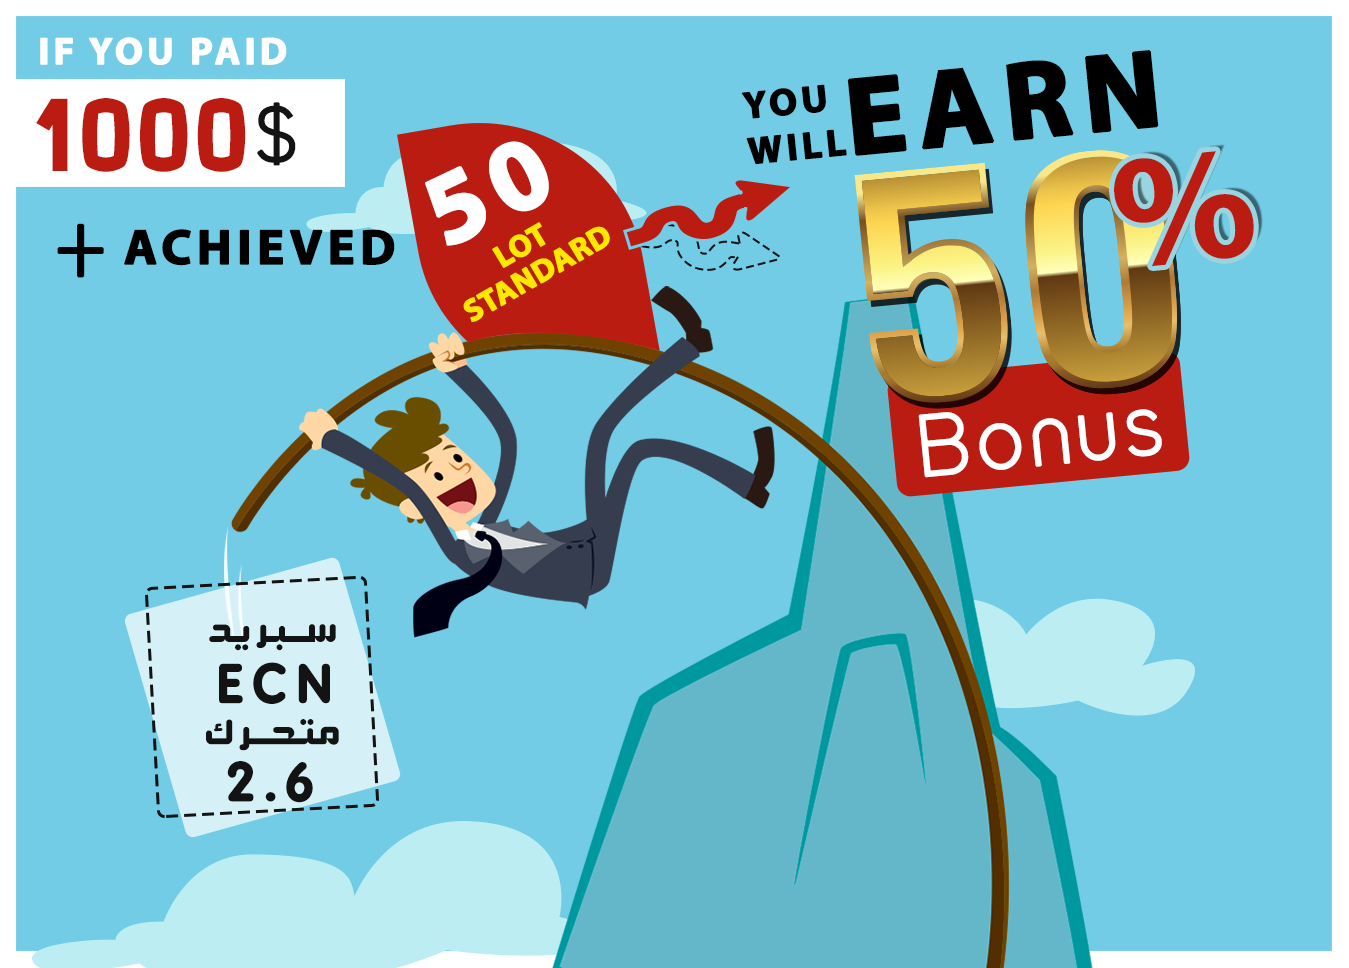 IF YOU PAID
1000$
+ ACHIEVED
50
LOT
STANDARD
YOU
WILL EARN
50%
Bonus
سبريد
ECN
متحرك
2.6